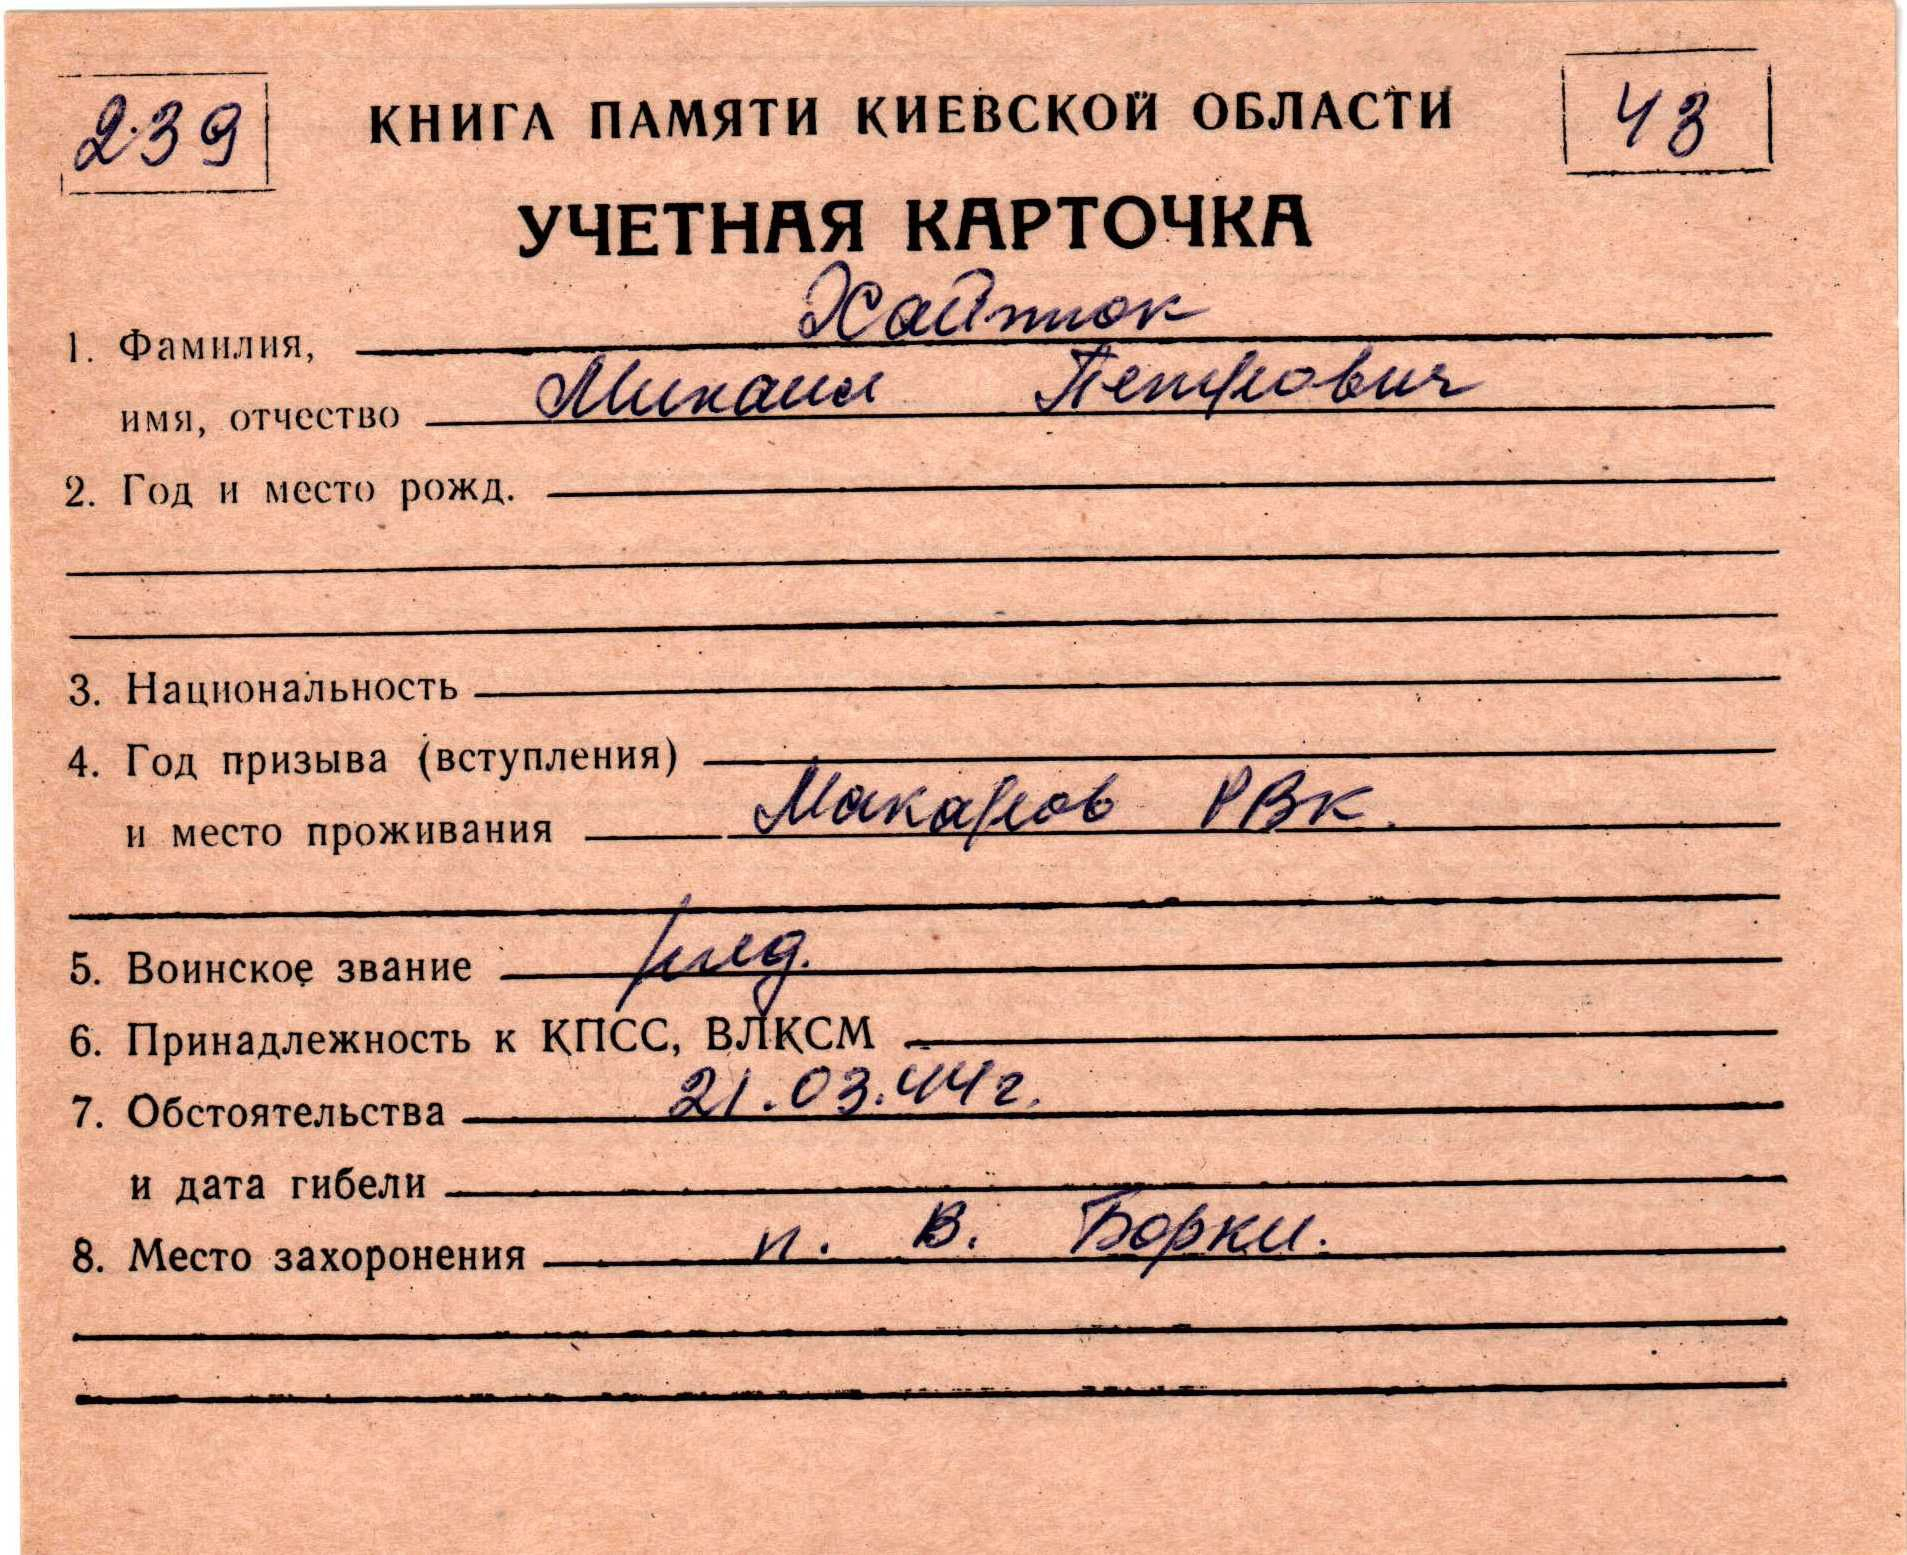 239 КНИГА ПАМЯТИ КИЕВСКОЙ ОБЛАСТИ 43
УЧЕТНАЯ КАРТОЧКА
1. Фамилия, Хайтюк
имя, отчество Михаил Петрович
2. Год и место рожд.
3. Национальность
4. Год призыва (вступления)
и место проживания Макаров РВК.
5. Воинское звание ряд.
6. Принадлежность к КПСС, ВЛКСМ
7. Обстоятельства 21.03.44г.
и дата гибели
8. Место захоронения п. В. Борки.